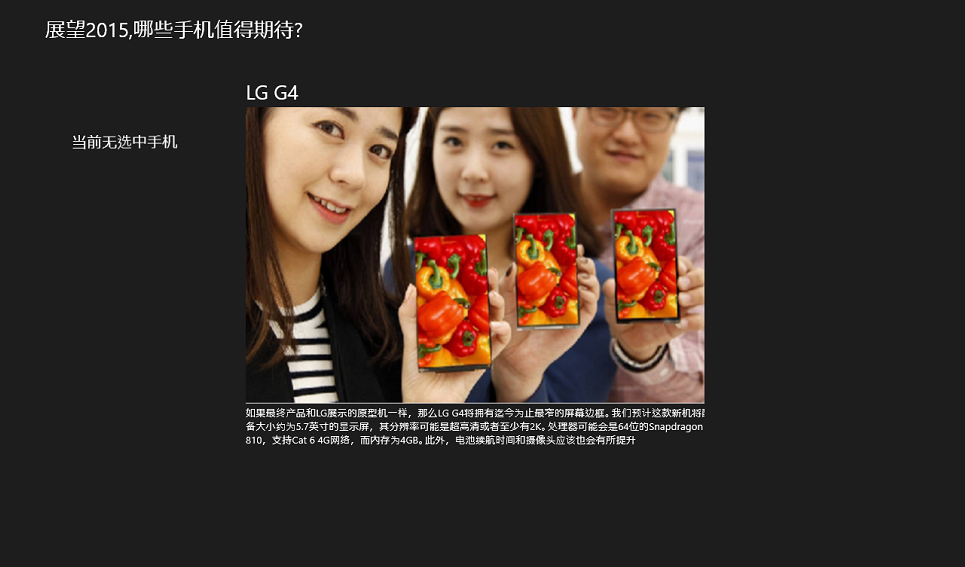 展望2015,哪些手机值得期待?
LG G4
当前无选中手机
如果最终产品和LG展示的原型机一样，那么LG G4将拥有迄今为止最窄的屏幕边框。我们预计这款新机将
备大小约为5.7英寸的显示屏，其分辨率可能是超高清或者至少有2K。处理器可能会是64位的Snapdragon
810，支持Cat 6 4G网络，而内存为4GB。此外，电池续航时间和摄像头应该也会有所提升